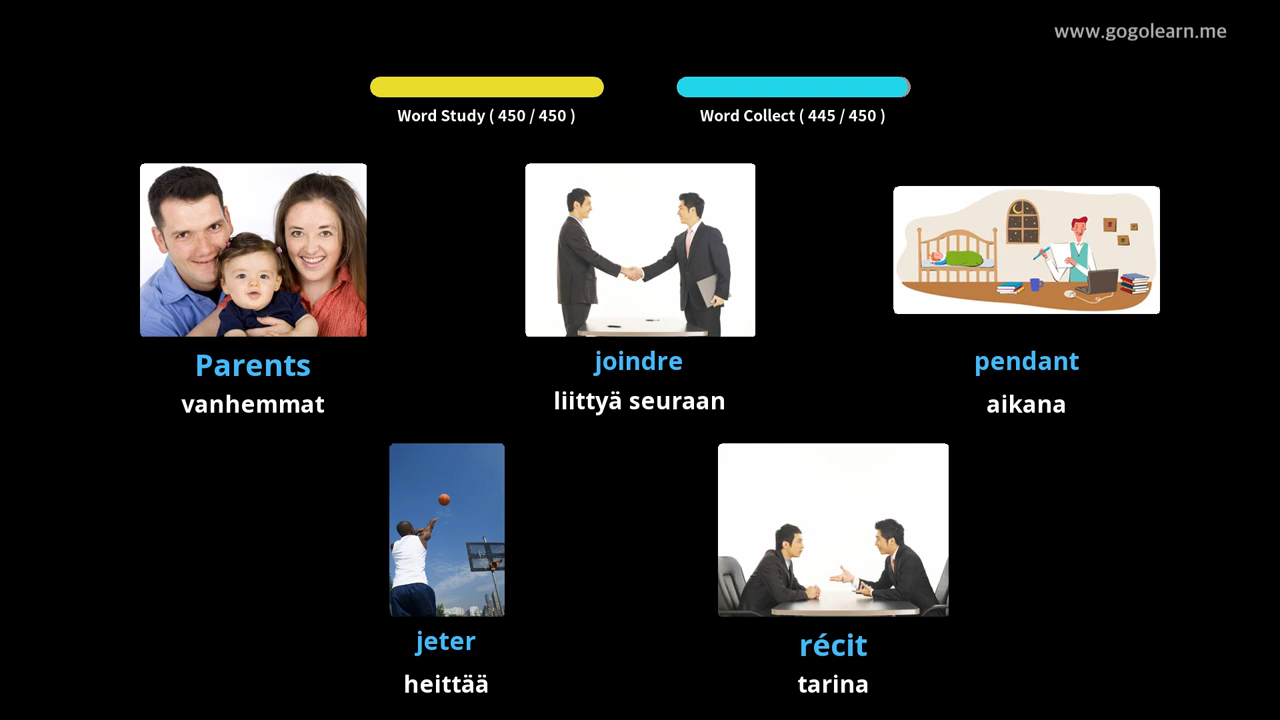 www.gogolearn.me
Word Study ( 450 / 450 )
Word Collect ( 445 / 450 )
Parents
vanhemmat
joindre
liittyä seuraan
pendant
aikana
jeter
heittää
récit
tarina